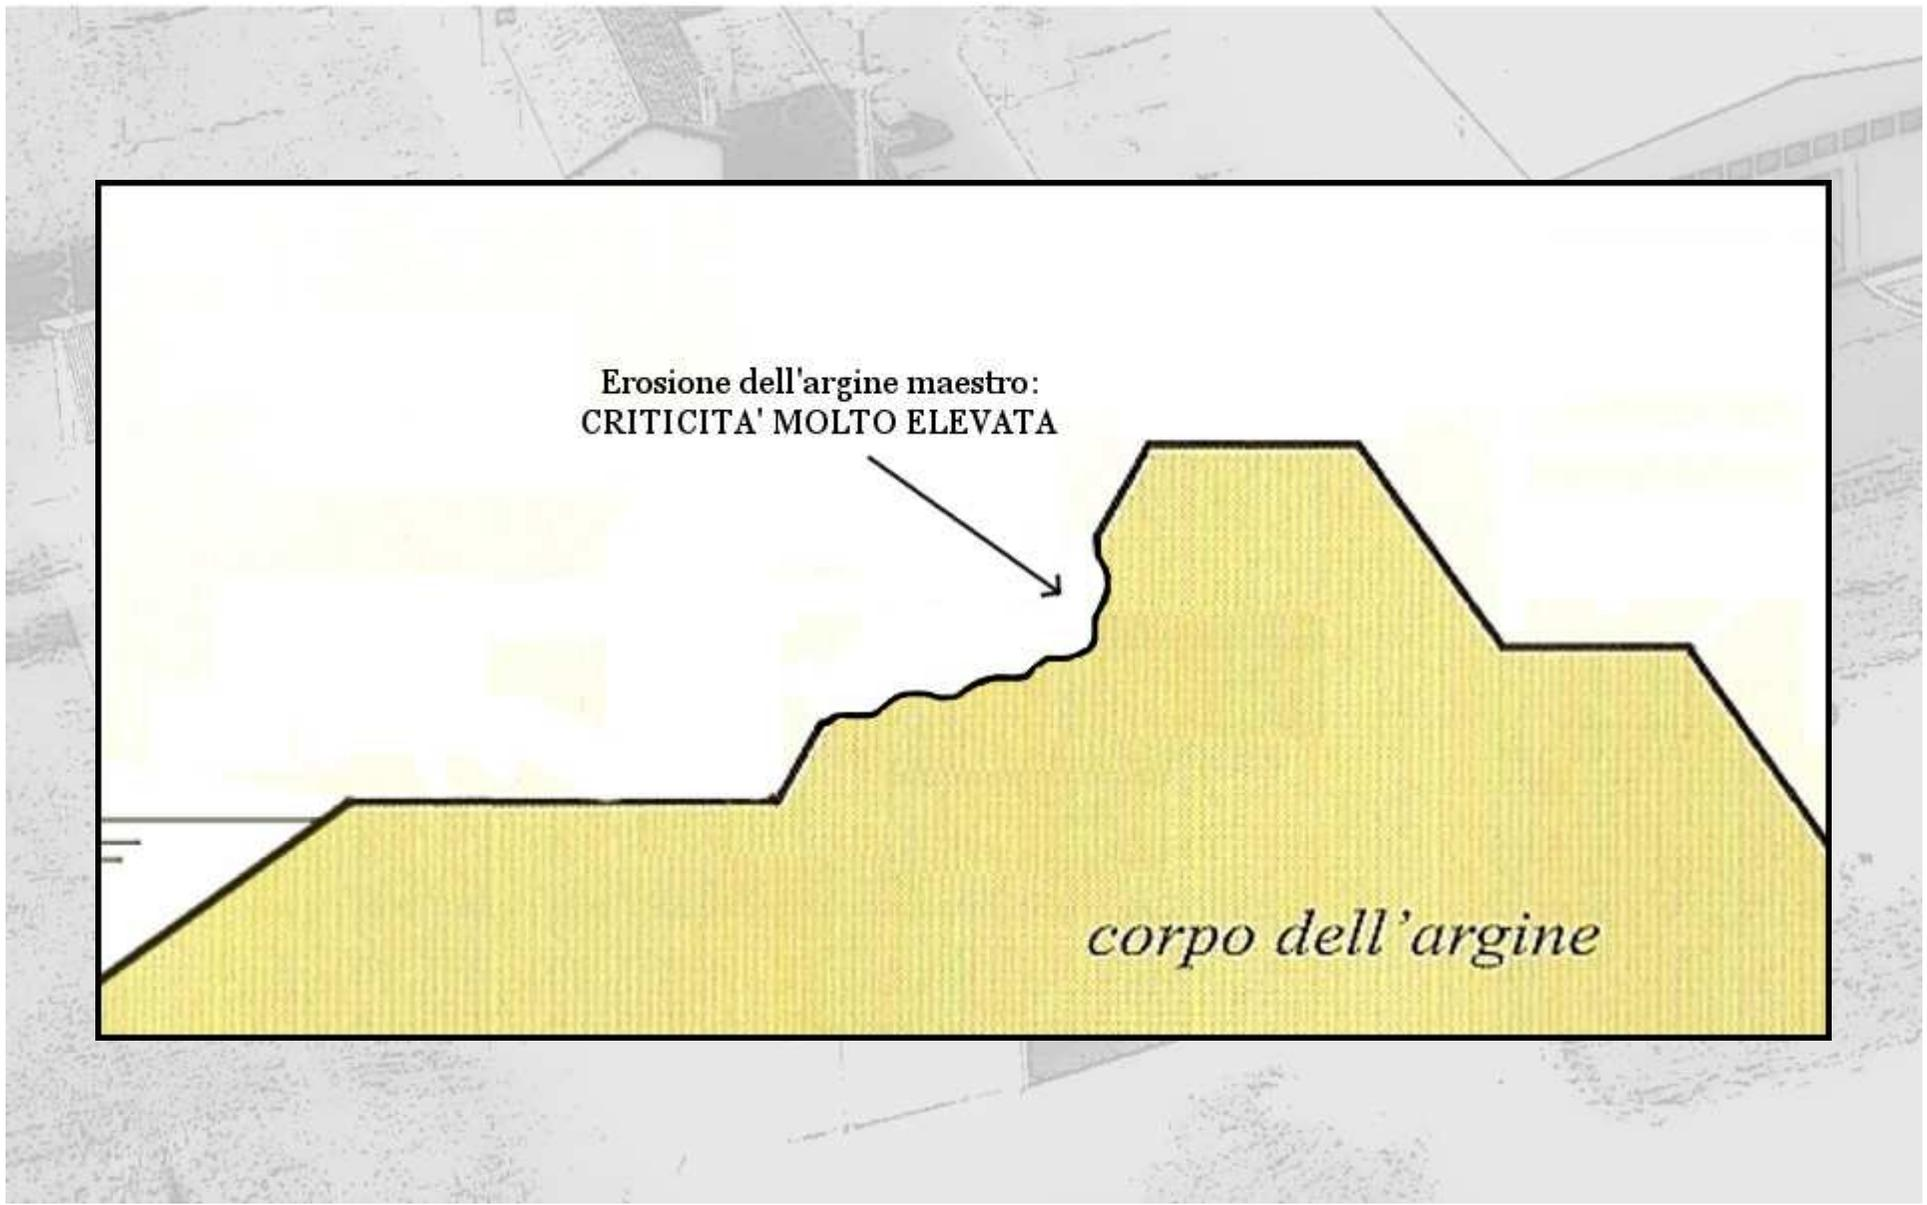 Erosione dell'argine maestro:
CRITICITA' MOLTO ELEVATA
corpo dell'argine